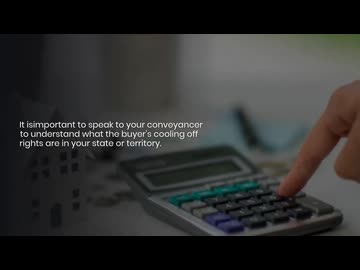 It isimportant to speak to your conveyancer
to understand what the buyer's cooling off
rights are in your state or territory.